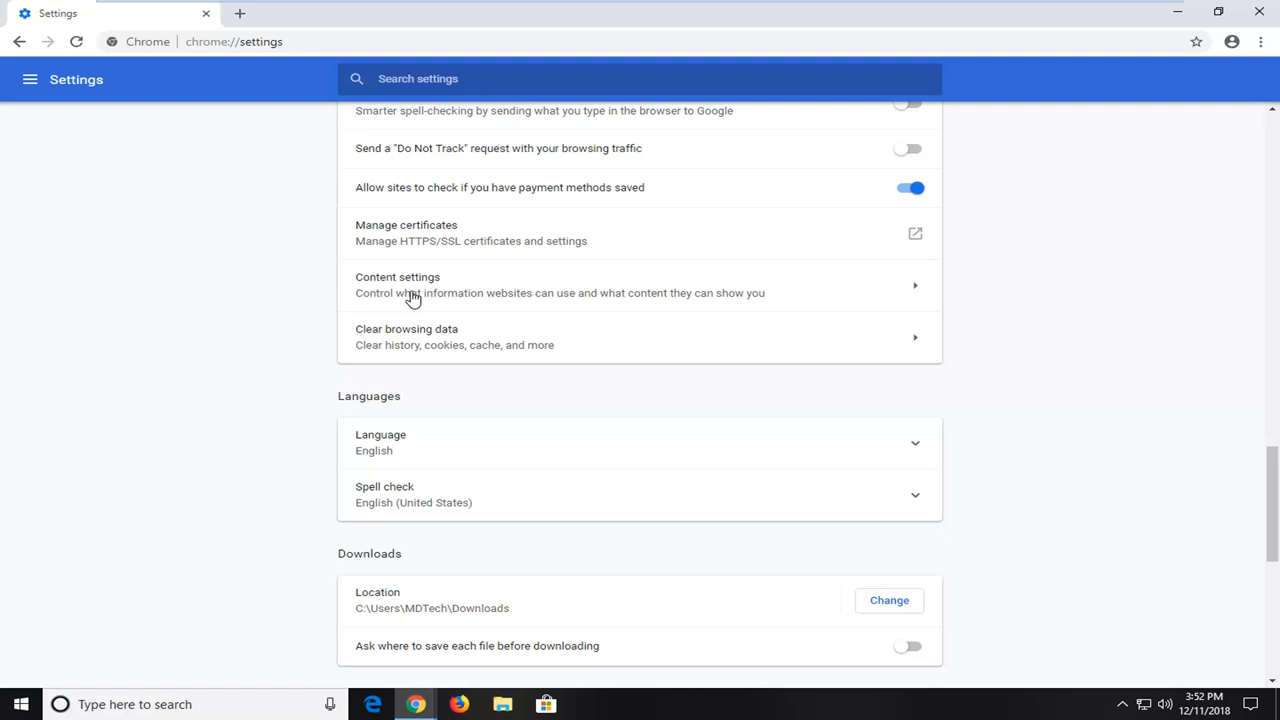 Settings
Chrome | chrome://settings
Settings
Search settings
Smarter spell-checking by sending what you type in the browser to Google
Send a "Do Not Track" request with your browsing traffic
Allow sites to check if you have payment methods saved
Manage certificates
Manage HTTPS/SSL certificates and settings
Content settings
Control what information websites can use and what content they can show you
Clear browsing data
Clear history, cookies, cache, and more
Languages
Language
English
Spell check
English (United States)
Downloads
Location
C:\Users\MDTech\Downloads
Change
Ask where to save each file before downloading
Type here to search
3:52 PM
12/11/2018